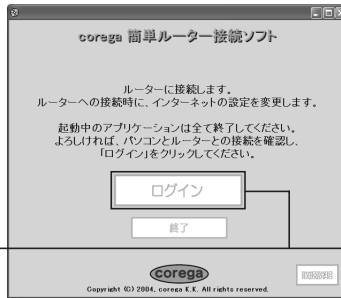 corega 簡単ルーター接続ソフト
ルーターに接続します。
ルーターへの接続時に、インターネットの設定を変更します。
起動中のアプリケーションは全て終了してください。
よろしければ、パソコンとルーターとの接続を確認し、
「ログイン」をクリックしてください。
ログイン
終了
corega
取扱説明
Copyright (C) 2004, corega K.K. All rights reserved.